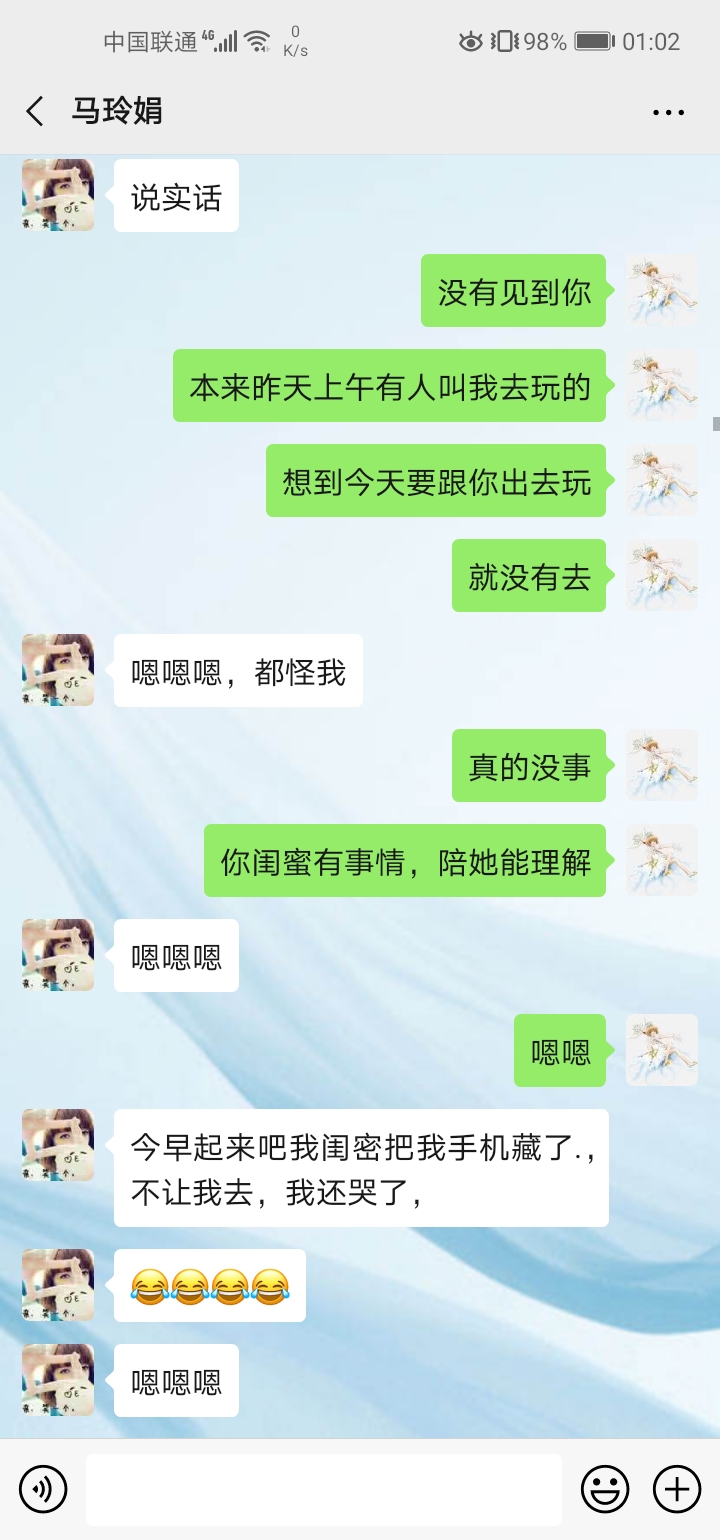 中国联通 4G 0 K/s 98% 01:02
马玲娟
说实话
没有见到你
本来昨天上午有人叫我去玩的
想到今天要跟你出去玩
就没有去
嗯嗯嗯，都怪我
真的没事
你闺蜜有事情，陪她能理解
嗯嗯嗯
嗯嗯
今早起来吧我闺密把我手机藏了.，
不让我去，我还哭了，
😂😂😂😂
嗯嗯嗯